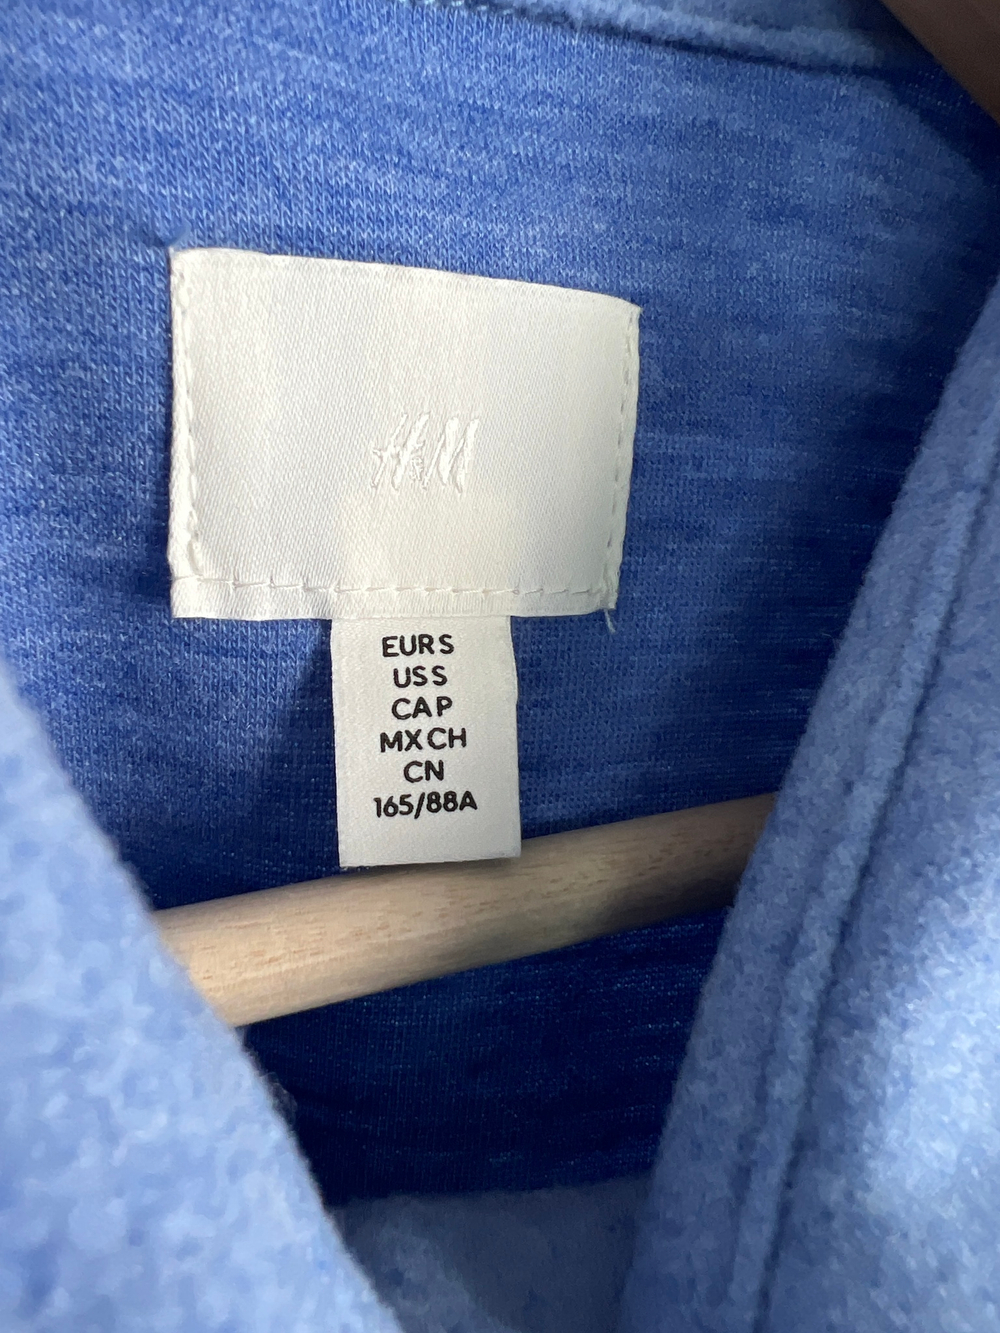 H&M
EUR S
US S
CA P
MX CH
CN
165/88A